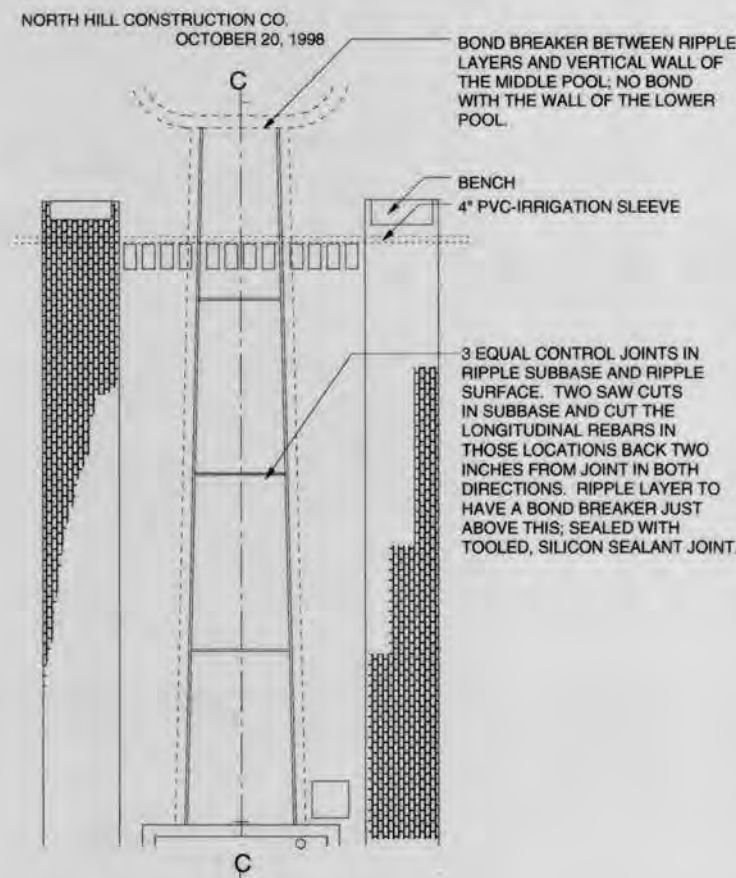 NORTH HILL CONSTRUCTION CO.
OCTOBER 20, 1998
C
BOND BREAKER BETWEEN RIPPLE
LAYERS AND VERTICAL WALL OF
THE MIDDLE POOL; NO BOND
WITH THE WALL OF THE LOWER
POOL.
BENCH
4" PVC-IRRIGATION SLEEVE
3 EQUAL CONTROL JOINTS IN
RIPPLE SUBBASE AND RIPPLE
SURFACE. TWO SAW CUTS
IN SUBBASE AND CUT THE
LONGITUDINAL REBARS IN
THOSE LOCATIONS BACK TWO
INCHES FROM JOINT IN BOTH
DIRECTIONS. RIPPLE LAYER TO
HAVE A BOND BREAKER JUST
ABOVE THIS; SEALED WITH
TOOLED, SILICON SEALANT JOINT.
C